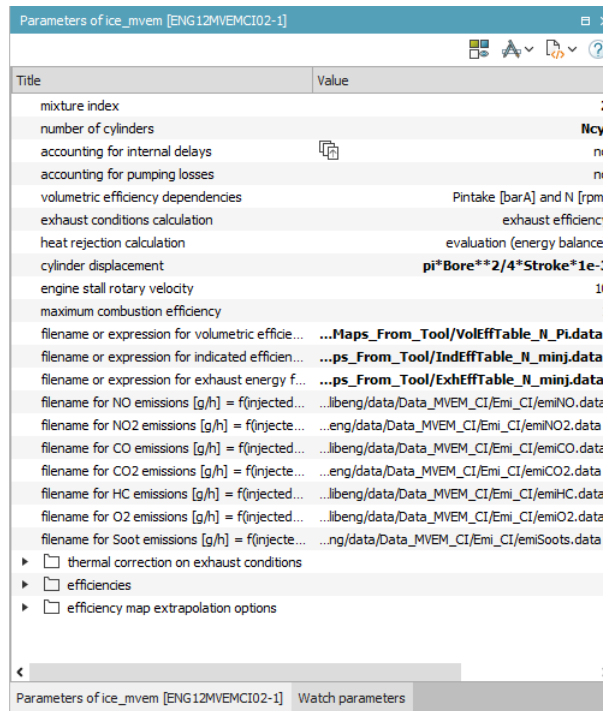 Parameters of ice_mvem [ENG12MVEMCI02-1]
Title Value
mixture index
number of cylinders Ncy
accounting for internal delays no
accounting for pumping losses no
volumetric efficiency dependencies Pintake [barA] and N [rpm
exhaust conditions calculation exhaust efficiency
heat rejection calculation evaluation (energy balance
cylinder displacement pi*Bore**2/4*Stroke*1e-3
engine stall rotary velocity 10
maximum combustion efficiency
filename or expression for volumetric efficie... ...Maps_From_Tool/VolEffTable_N_Pi.data
filename or expression for indicated efficien... ...ps_From_Tool/IndEffTable_N_minj.data
filename or expression for exhaust energy f... ...ps_From_Tool/ExhEffTable_N_minj.data
filename for NO emissions [g/h] = f(injected... ...libeng/data/Data_MVEM_CI/Emi_CI/emiNO.data
filename for NO2 emissions [g/h] = f(injecte... ...eng/data/Data_MVEM_CI/Emi_CI/emiNO2.data
filename for CO emissions [g/h] = f(injected... ...libeng/data/Data_MVEM_CI/Emi_CI/emiCO.data
filename for CO2 emissions [g/h] = f(injecte... ...eng/data/Data_MVEM_CI/Emi_CI/emiCO2.data
filename for HC emissions [g/h] = f(injected... ...libeng/data/Data_MVEM_CI/Emi_CI/emiHC.data
filename for O2 emissions [g/h] = f(injected... ...libeng/data/Data_MVEM_CI/Emi_CI/emiO2.data
filename for Soot emissions [g/h] = f(injecte... ...ng/data/Data_MVEM_CI/Emi_CI/emiSoots.data
thermal correction on exhaust conditions
efficiencies
efficiency map extrapolation options
Parameters of ice_mvem [ENG12MVEMCI02-1] Watch parameters